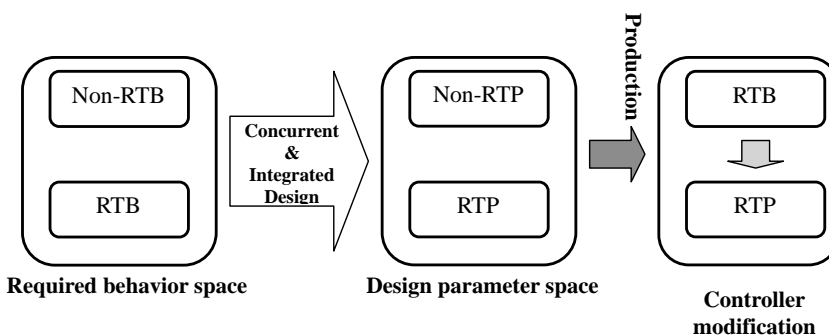 Non-RTB
RTB
Required behavior space
Concurrent
&
Integrated
Design
Non-RTP
RTP
Design parameter space
Production
RTB
RTP
Controller
modification